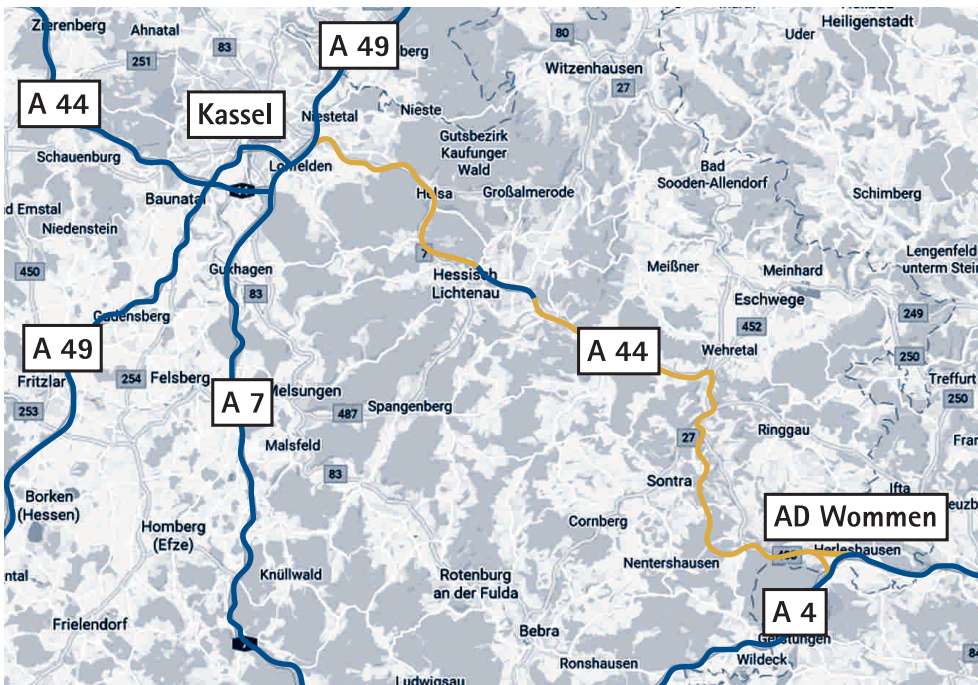 Zierenberg
Ahnatal
83
251
A 49
80
Uder
Heiligenstadt
Witzenhausen
27
A 44
Kassel
Niestetal
Nieste
Gutsbezirk
Kaufunger
Wald
Schauenburg
Lohfelden
Bad
Sooden-Allendorf
Baunatal
Helsa
Großalmerode
Schimberg
d Emstal
Niedenstein
7
Hessisch
Lichtenau
Meißner
Meinhard
Lengenfeld
unterm Stein
450
Guxhagen
83
Eschwege
249
452
Gudensberg
A 49
A 44
Wehretal
250
Fritzlar
254
Felsberg
A 7
Melsungen
Treffurt
250
253
487
Spangenberg
27
Ringgau
Malsfeld
83
Sontra
Ifta
Borken
(Hessen)
Homberg
(Efze)
Cornberg
AD Wommen
Herleshausen
Nentershausen
Knüllwald
Rotenburg
an der Fulda
A 4
Frielendorf
Bebra
Gerstungen
Wildeck
Ronshausen
Ludwigsau
84